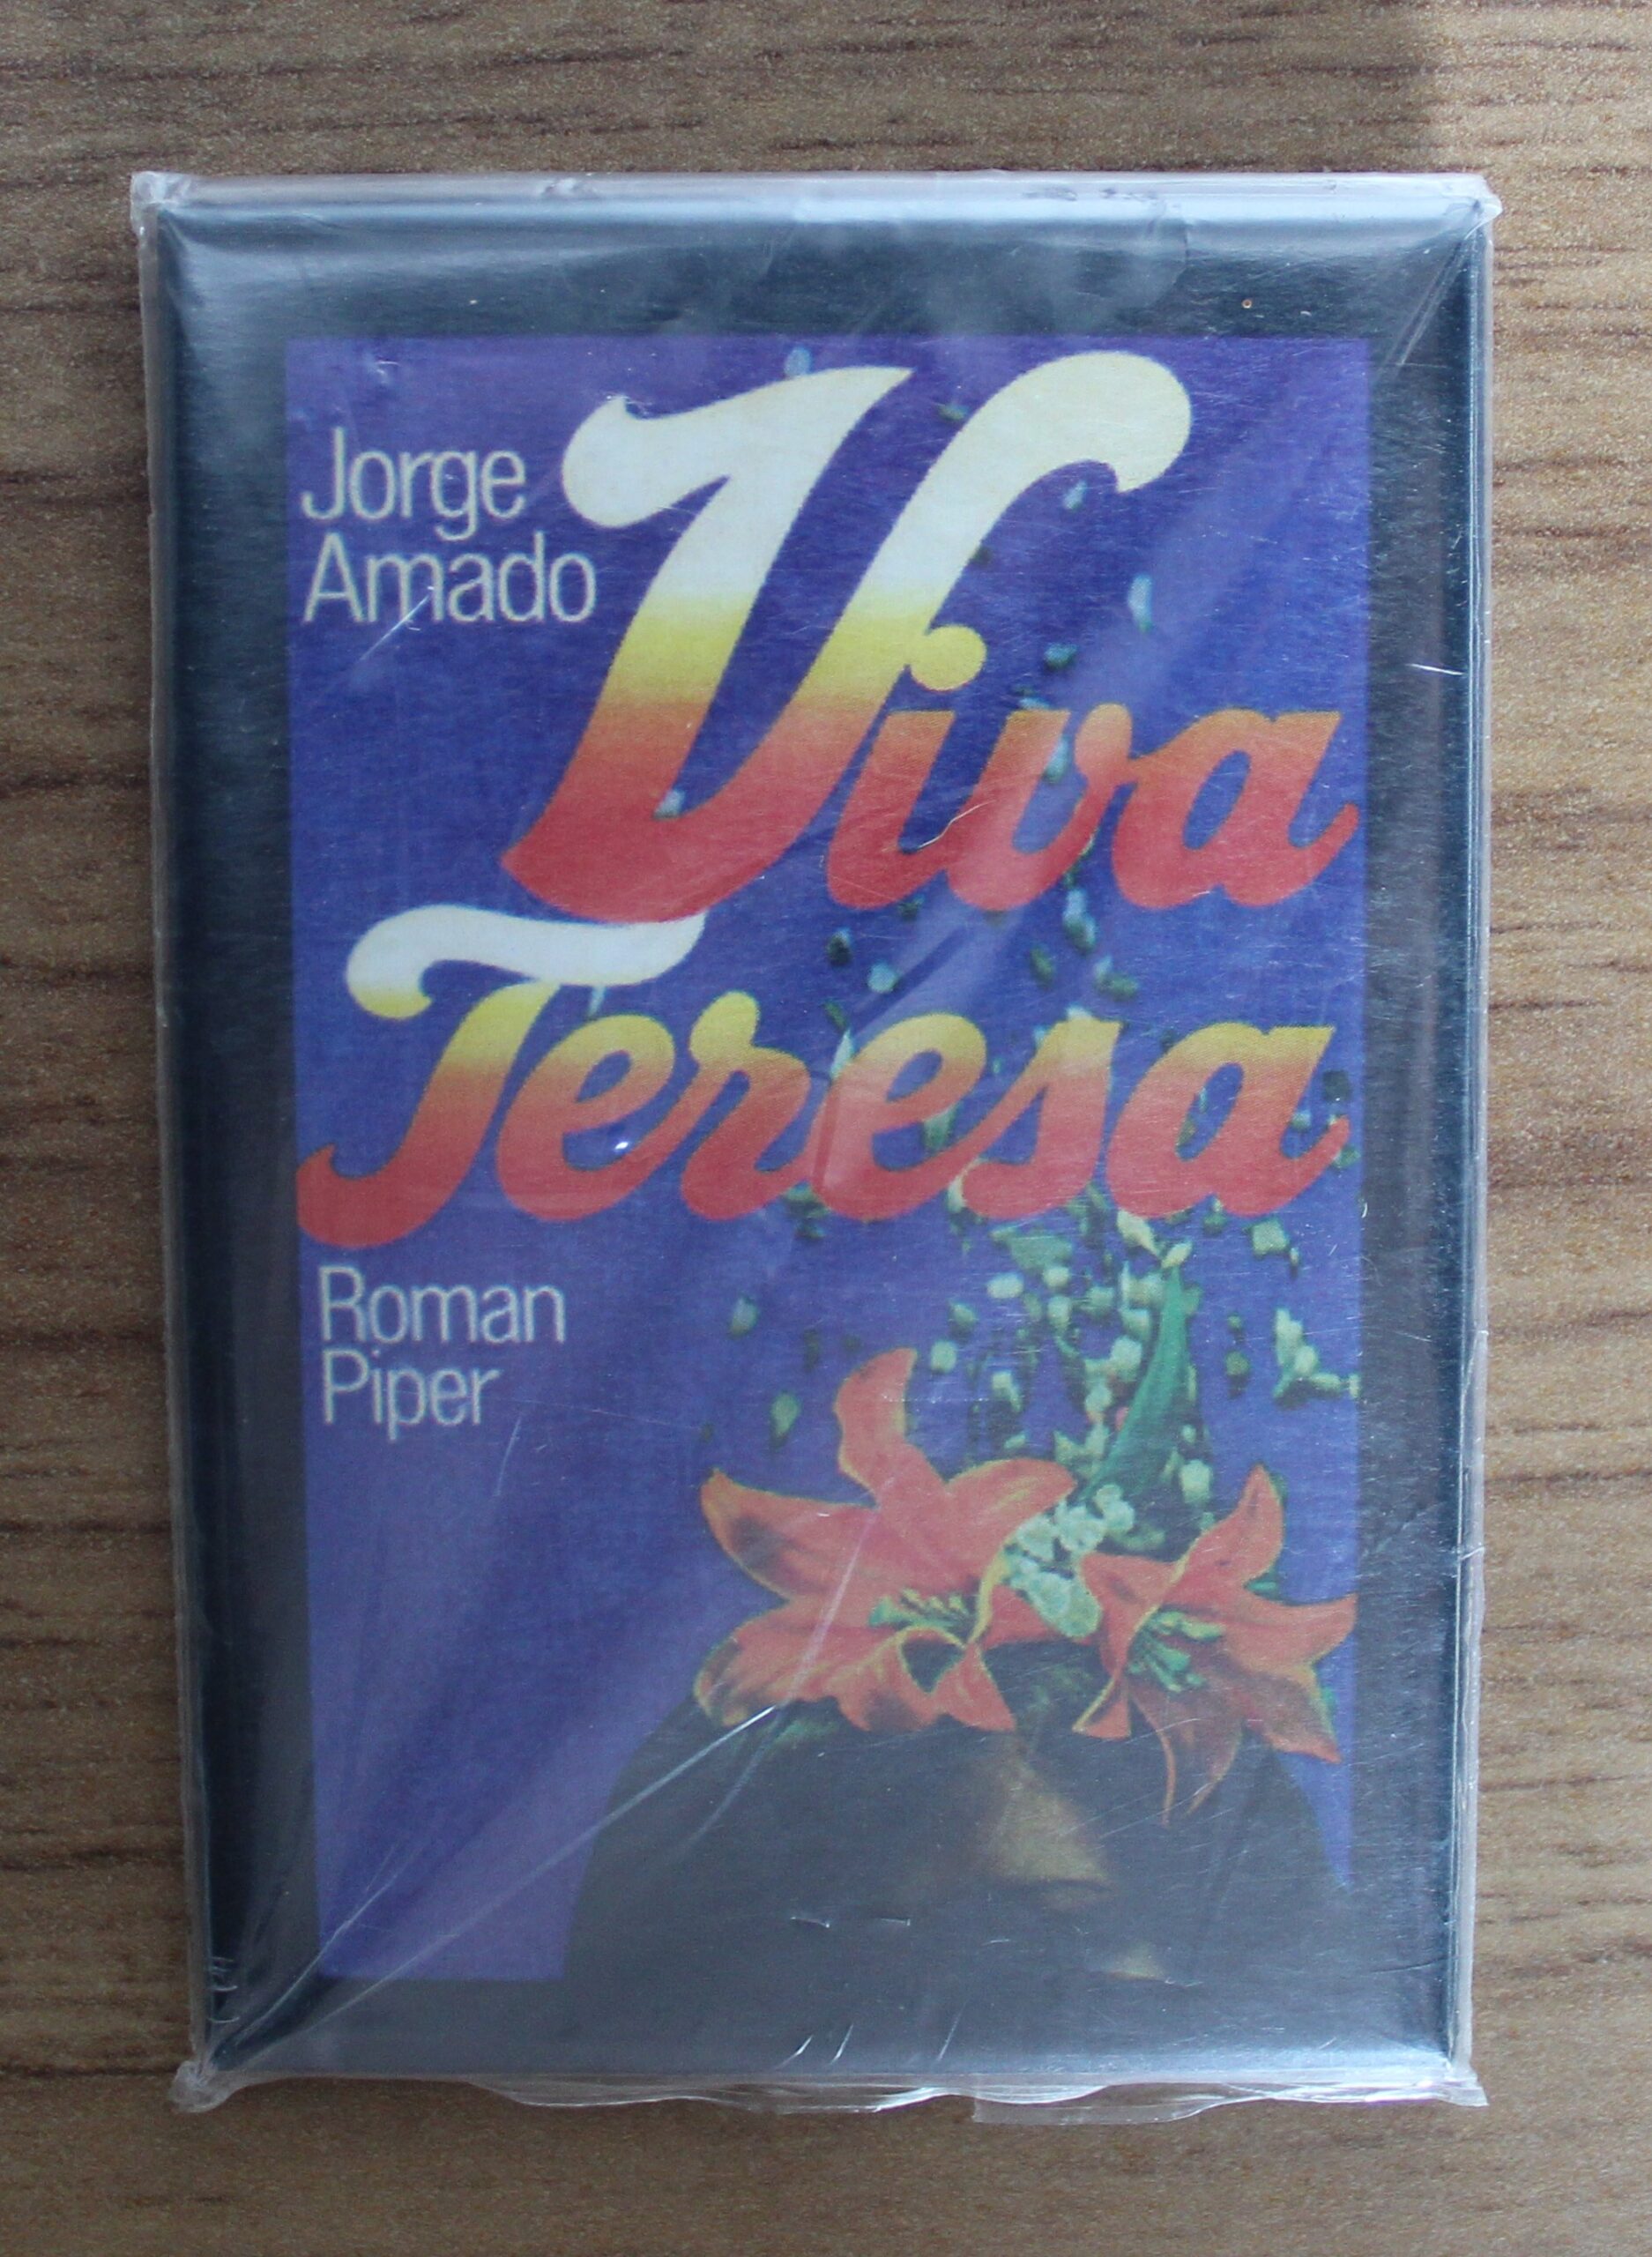 Jorge
Amado
Viva
Teresa
Roman
Piper